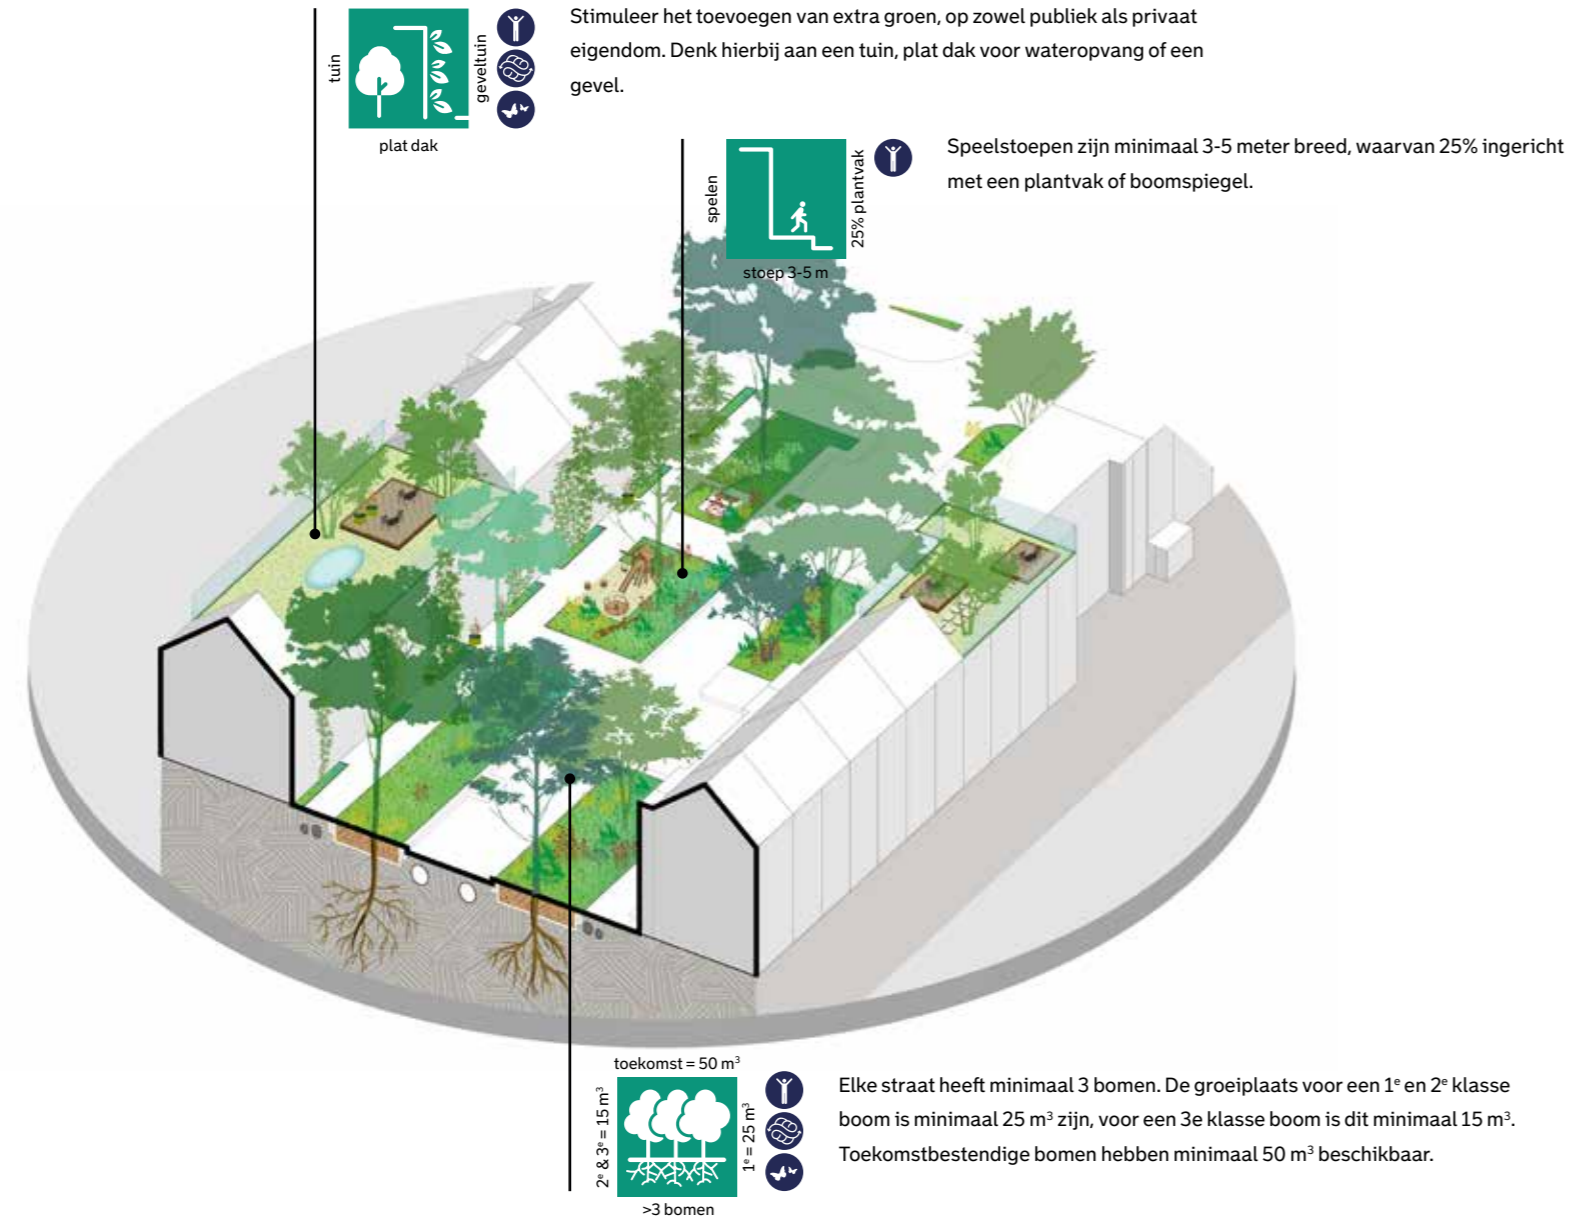 tuin
geveltuin
plat dak
Stimuleer het toevoegen van extra groen, op zowel publiek als privaat
eigendom. Denk hierbij aan een tuin, plat dak voor wateropvang of een
gevel.
spelen
25% plantvak
stoep 3-5 m
Speelstoepen zijn minimaal 3-5 meter breed, waarvan 25% ingericht
met een plantvak of boomspiegel.
toekomst = 50 m³
2ᵉ & 3ᵉ = 15 m³
1ᵉ = 25 m³
>3 bomen
Elke straat heeft minimaal 3 bomen. De groeiplaats voor een 1ᵉ en 2ᵉ klasse
boom is minimaal 25 m³ zijn, voor een 3e klasse boom is dit minimaal 15 m³.
Toekomstbestendige bomen hebben minimaal 50 m³ beschikbaar.